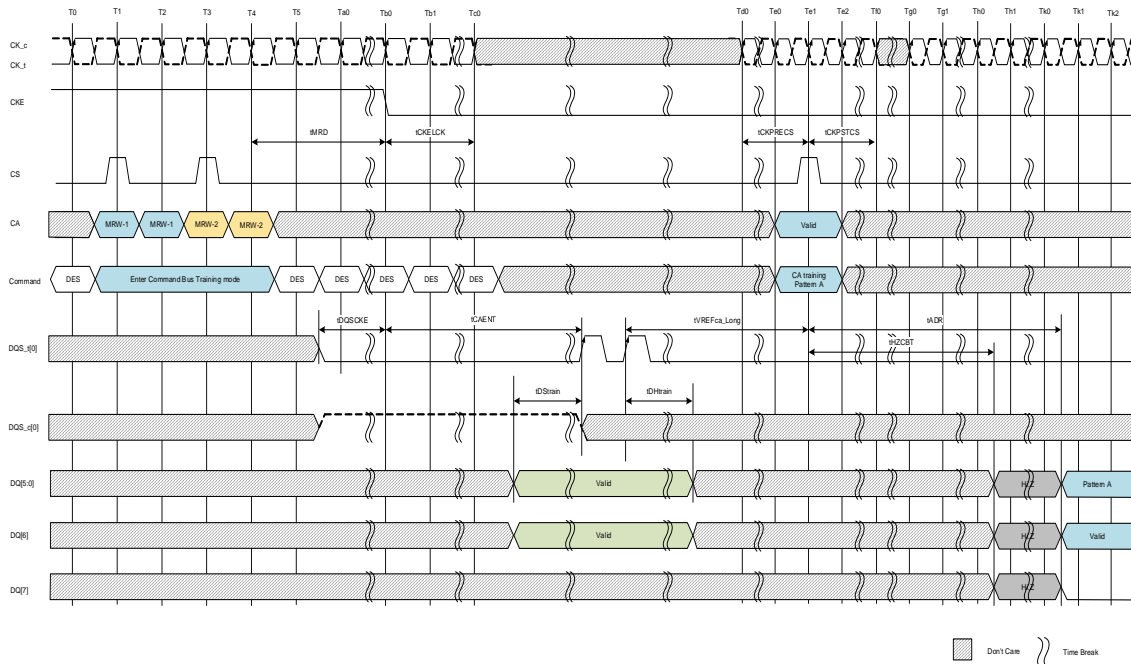 T0 T1 T2 T3 T4 T5 Ta0 Tb0 Tb1 Tc0 Td0 Te0 Te1 Te2 Tf0 Tg0 Tg1 Th0 Th1 Tk0 Tk1 Tk2
CK_c
CK_t
CKE
tMRD tCKELCK tCKPRECS tCKPSTCS
CS
CA MRW-1 MRW-1 MRW-2 MRW-2 Valid
Command DES Enter Command Bus Training mode DES DES DES DES DES CA training
Pattern A
tDQSCKE tCAENT tVREFca_Long tADR
tHZCBT
DQS_t[0]
tDStrain tDHtrain
DQS_c[0]
DQ[5:0] Valid Hi-Z Pattern A
DQ[6] Valid Hi-Z Valid
DQ[7] Hi-Z
Don't Care Time Break